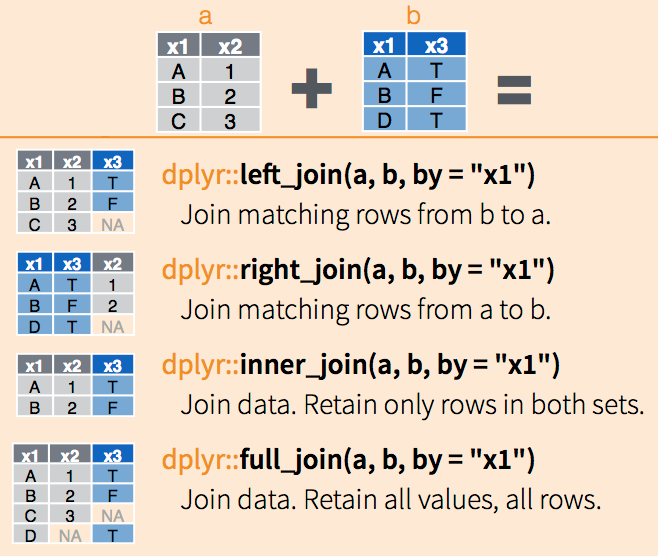 a b
x1 x2 x1 x3
A 1 + A T =
B 2 B F
C 3 D T
x1 x2 x3
A 1 T
B 2 F
C 3 NA
dplyr::left_join(a, b, by = "x1")
Join matching rows from b to a.
x1 x3 x2
A T 1
B F 2
D T NA
dplyr::right_join(a, b, by = "x1")
Join matching rows from a to b.
x1 x2 x3
A 1 T
B 2 F
dplyr::inner_join(a, b, by = "x1")
Join data. Retain only rows in both sets.
x1 x2 x3
A 1 T
B 2 F
C 3 NA
D NA T
dplyr::full_join(a, b, by = "x1")
Join data. Retain all values, all rows.